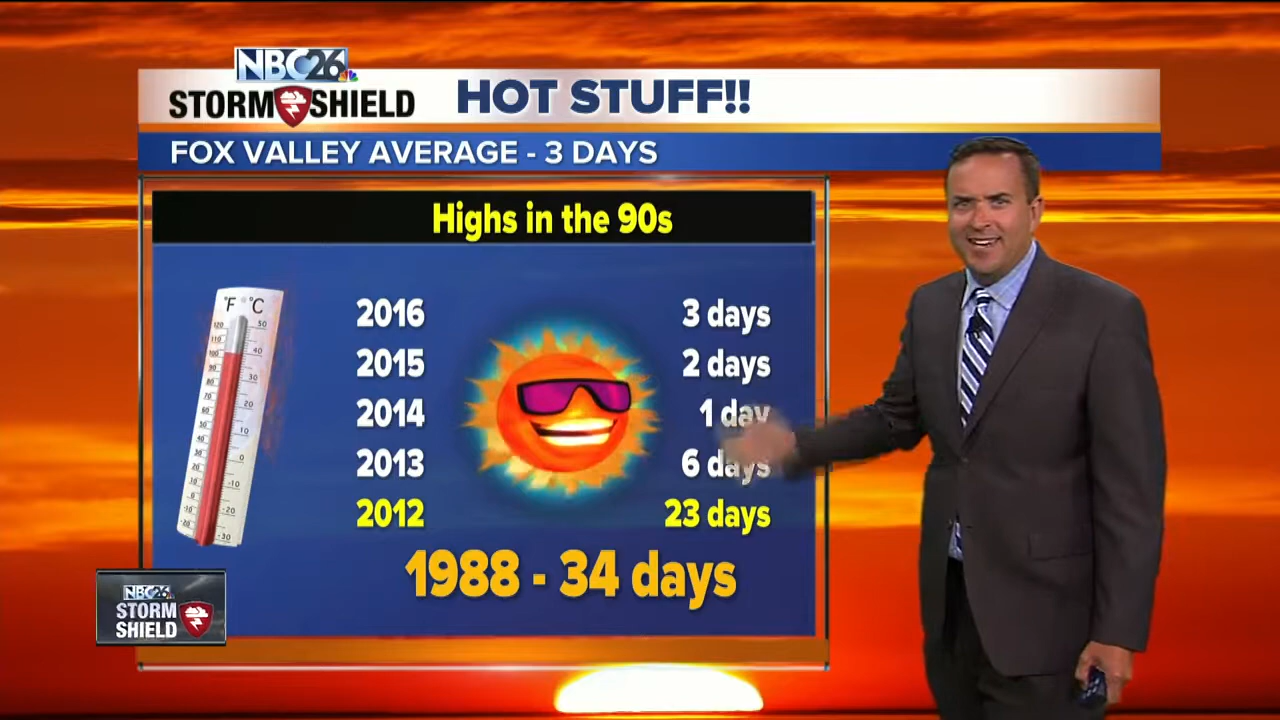 NBC26
STORM SHIELD
HOT STUFF!!
FOX VALLEY AVERAGE - 3 DAYS
Highs in the 90s
°F °C
2016 3 days
2015 2 days
2014 1 day
2013 6 days
2012 23 days
1988 - 34 days
NBC26
STORM
SHIELD